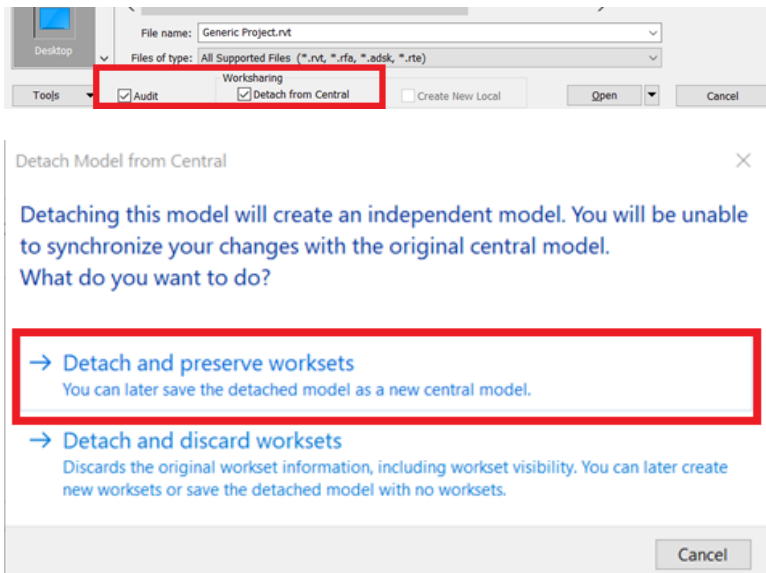 File name: Generic Project.rvt
Desktop
Files of type: All Supported Files (*.rvt, *.rfa, *.adsk, *.rte)
Worksharing
Tools Audit Detach from Central Create New Local Open Cancel
Detach Model from Central
Detaching this model will create an independent model. You will be unable
to synchronize your changes with the original central model.
What do you want to do?
Detach and preserve worksets
You can later save the detached model as a new central model.
Detach and discard worksets
Discards the original workset information, including workset visibility. You can later create
new worksets or save the detached model with no worksets.
Cancel